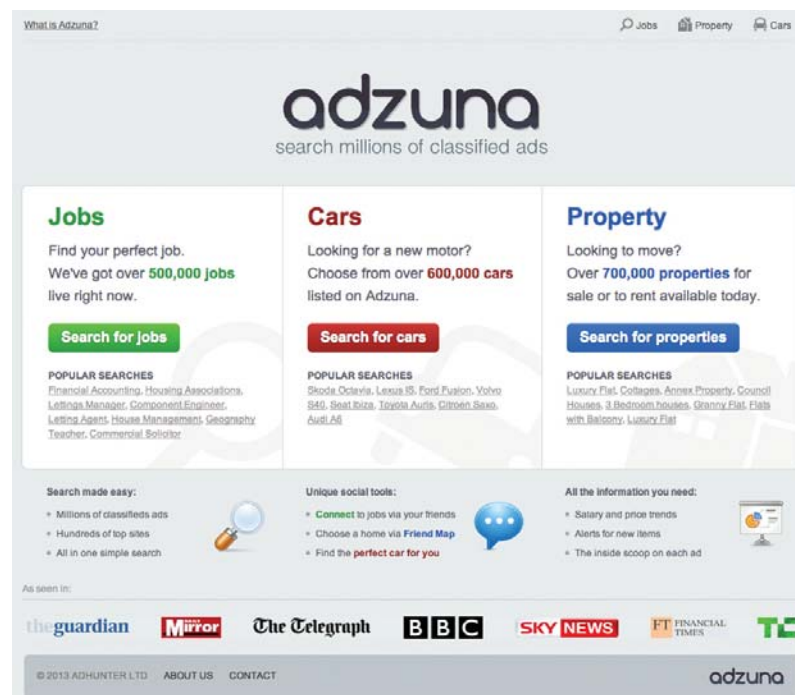 What is Adzuna?
Jobs
Property
Cars
adzuna
search millions of classified ads
Jobs
Find your perfect job.
We've got over 500,000 jobs
live right now.
Search for jobs
POPULAR SEARCHES
Financial Accounting, Housing Associations,
Lettings Manager, Component Engineer,
Letting Agent, House Management, Geography
Teacher, Commercial Solicitor
Cars
Looking for a new motor?
Choose from over 600,000 cars
listed on Adzuna.
Search for cars
POPULAR SEARCHES
Skoda Octavia, Lexus IS, Ford Fusion, Volvo
S40, Seat Ibiza, Toyota Auris, Citroen Saxo,
Audi A6
Property
Looking to move?
Over 700,000 properties for
sale or to rent available today.
Search for properties
POPULAR SEARCHES
Luxury Flat, Cottages, Annex Property, Council
Houses, 3 Bedroom houses, Granny Flat, Flats
with Balcony, Luxury Flat
Search made easy:
Millions of classifieds ads
Hundreds of top sites
All in one simple search
Unique social tools:
Connect to jobs via your friends
Choose a home via Friend Map
Find the perfect car for you
All the information you need:
Salary and price trends
Alerts for new items
The inside scoop on each ad
As seen in:
theguardian
Mirror
The Telegraph
BBC
SKY NEWS
FT FINANCIAL
TIMES
© 2013 ADHUNTER LTD ABOUT US CONTACT
adzuna